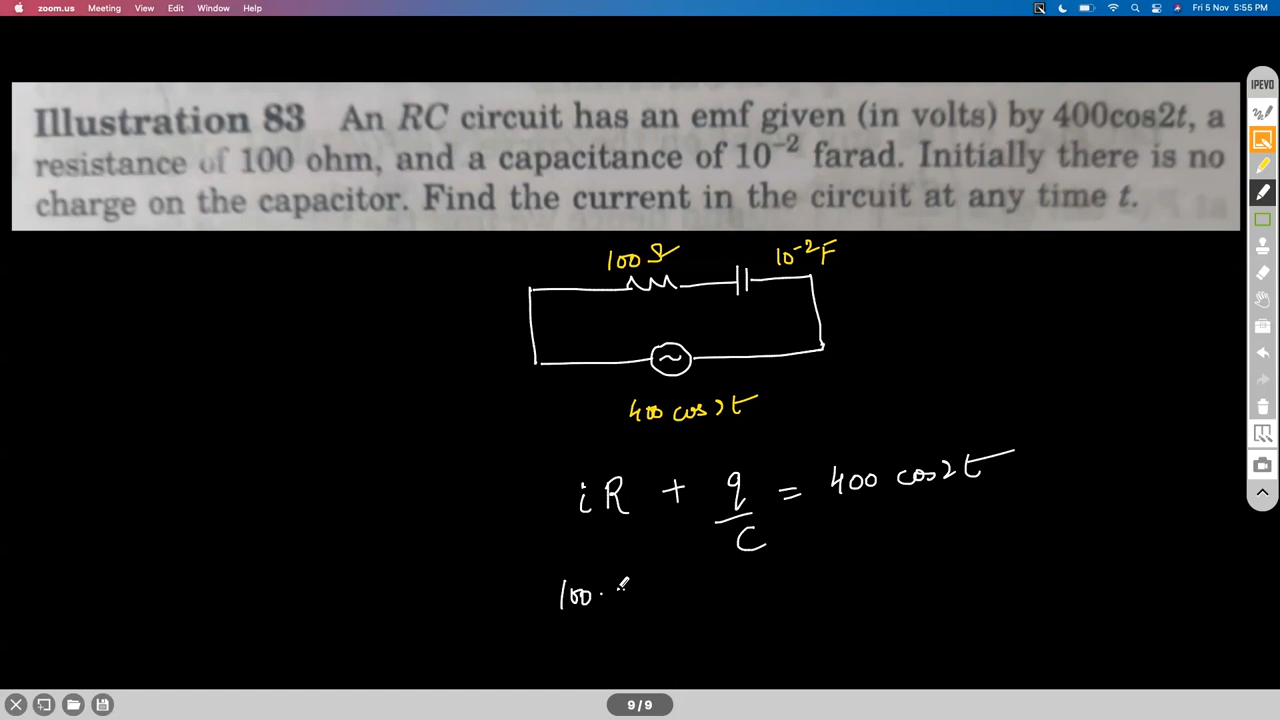 zoom.us Meeting View Edit Window Help Fri 5 Nov 5:55 PM
IPEVO
Illustration 83 An RC circuit has an emf given (in volts) by 400cos2t, a
resistance of 100 ohm, and a capacitance of 10⁻² farad. Initially there is no
charge on the capacitor. Find the current in the circuit at any time t.
100 Ω 10⁻² F
~
400 cos 2t
iR + q/C = 400 cos2t
100.
9/9